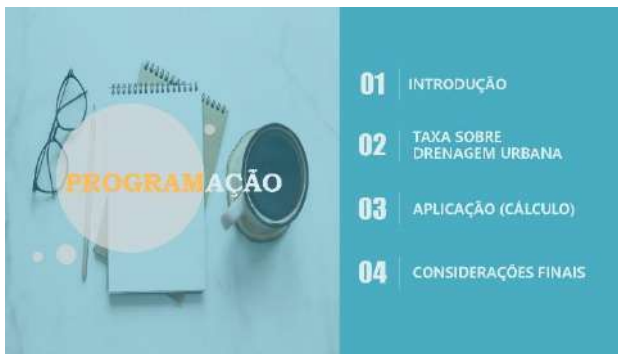 PROGRAMAÇÃO
01 INTRODUÇÃO
02 TAXA SOBRE
DRENAGEM URBANA
03 APLICAÇÃO (CÁLCULO)
04 CONSIDERAÇÕES FINAIS